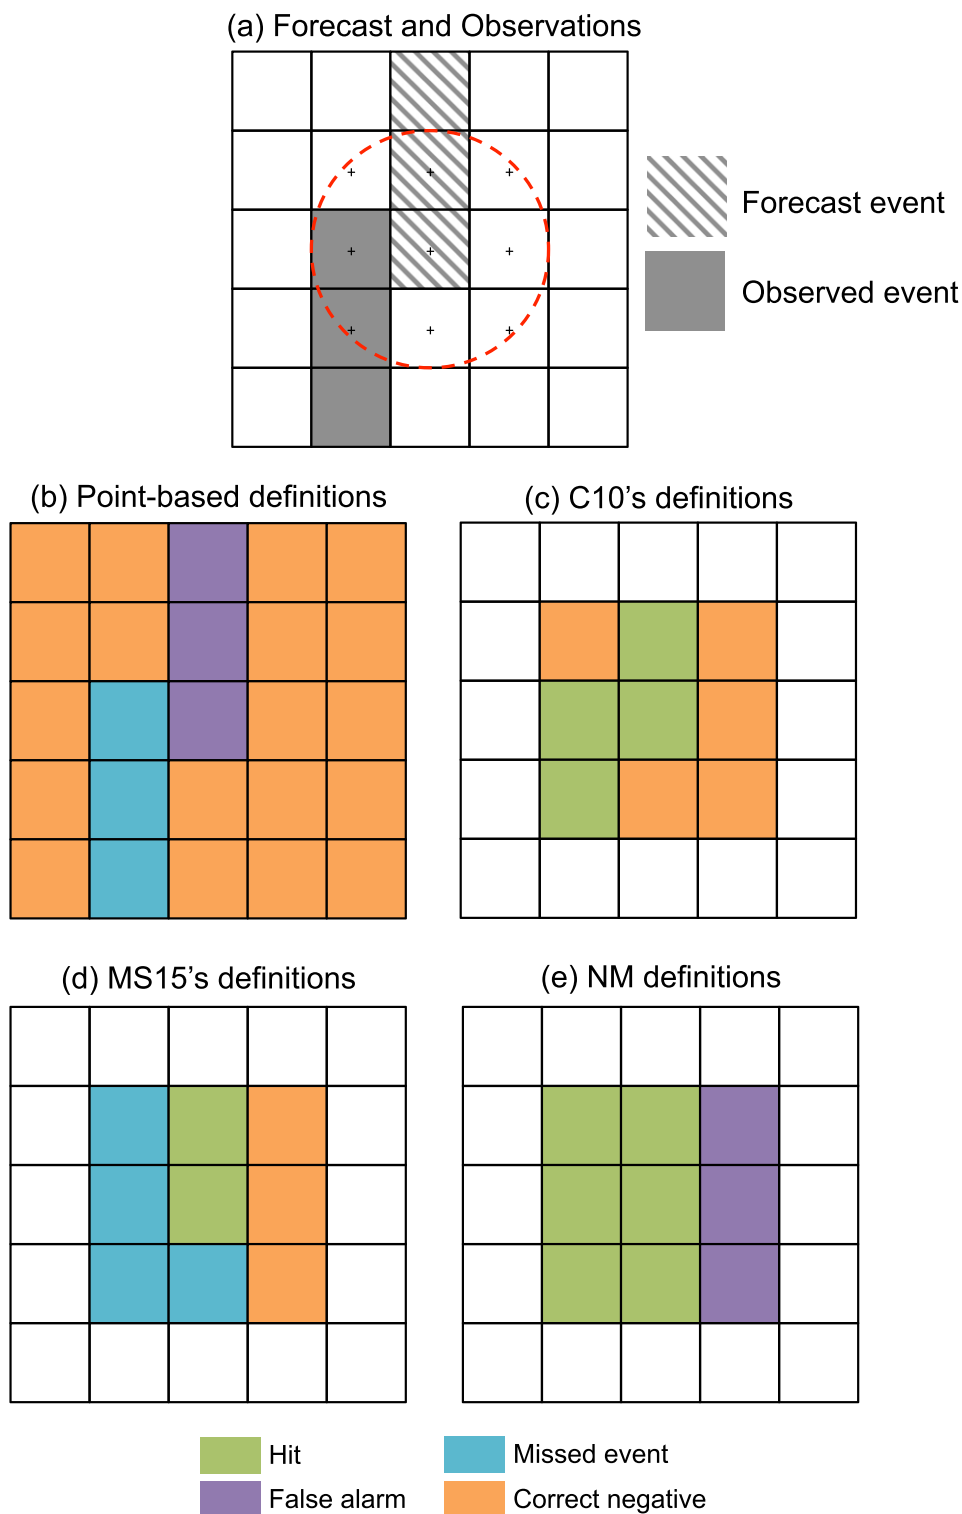 (a) Forecast and Observations
Forecast event
Observed event
(b) Point-based definitions
(c) C10’s definitions
(d) MS15’s definitions
(e) NM definitions
Hit
Missed event
False alarm
Correct negative